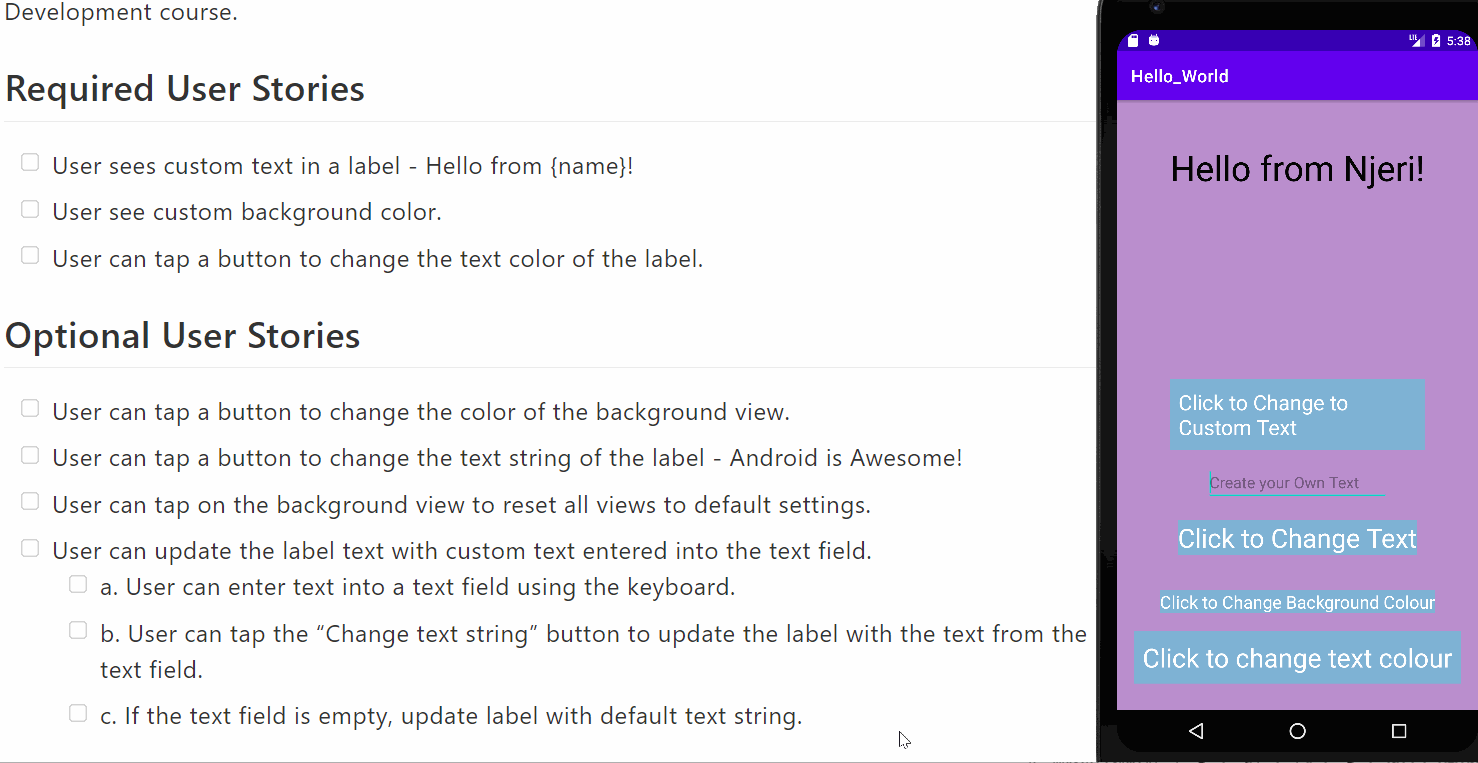 Development course.
Required User Stories
User sees custom text in a label - Hello from {name}!
User see custom background color.
User can tap a button to change the text color of the label.
Optional User Stories
User can tap a button to change the color of the background view.
User can tap a button to change the text string of the label - Android is Awesome!
User can tap on the background view to reset all views to default settings.
User can update the label text with custom text entered into the text field.
a. User can enter text into a text field using the keyboard.
b. User can tap the “Change text string” button to update the label with the text from the
text field.
c. If the text field is empty, update label with default text string.
LTE 5:38
Hello_World
Hello from Njeri!
Click to Change to
Custom Text
Create your Own Text
Click to Change Text
Click to Change Background Colour
Click to change text colour